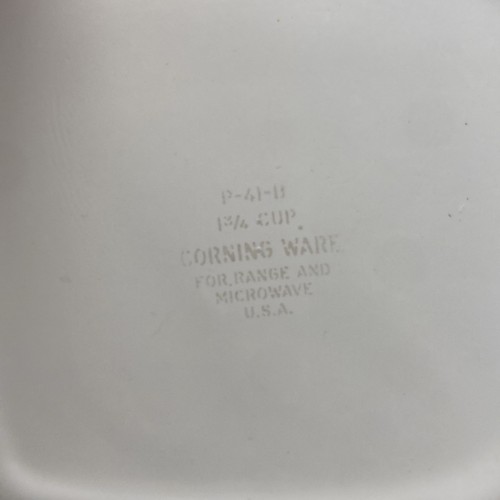 P-41-B
1¾ CUP
CORNING WARE®
FOR RANGE AND
MICROWAVE
U.S.A.